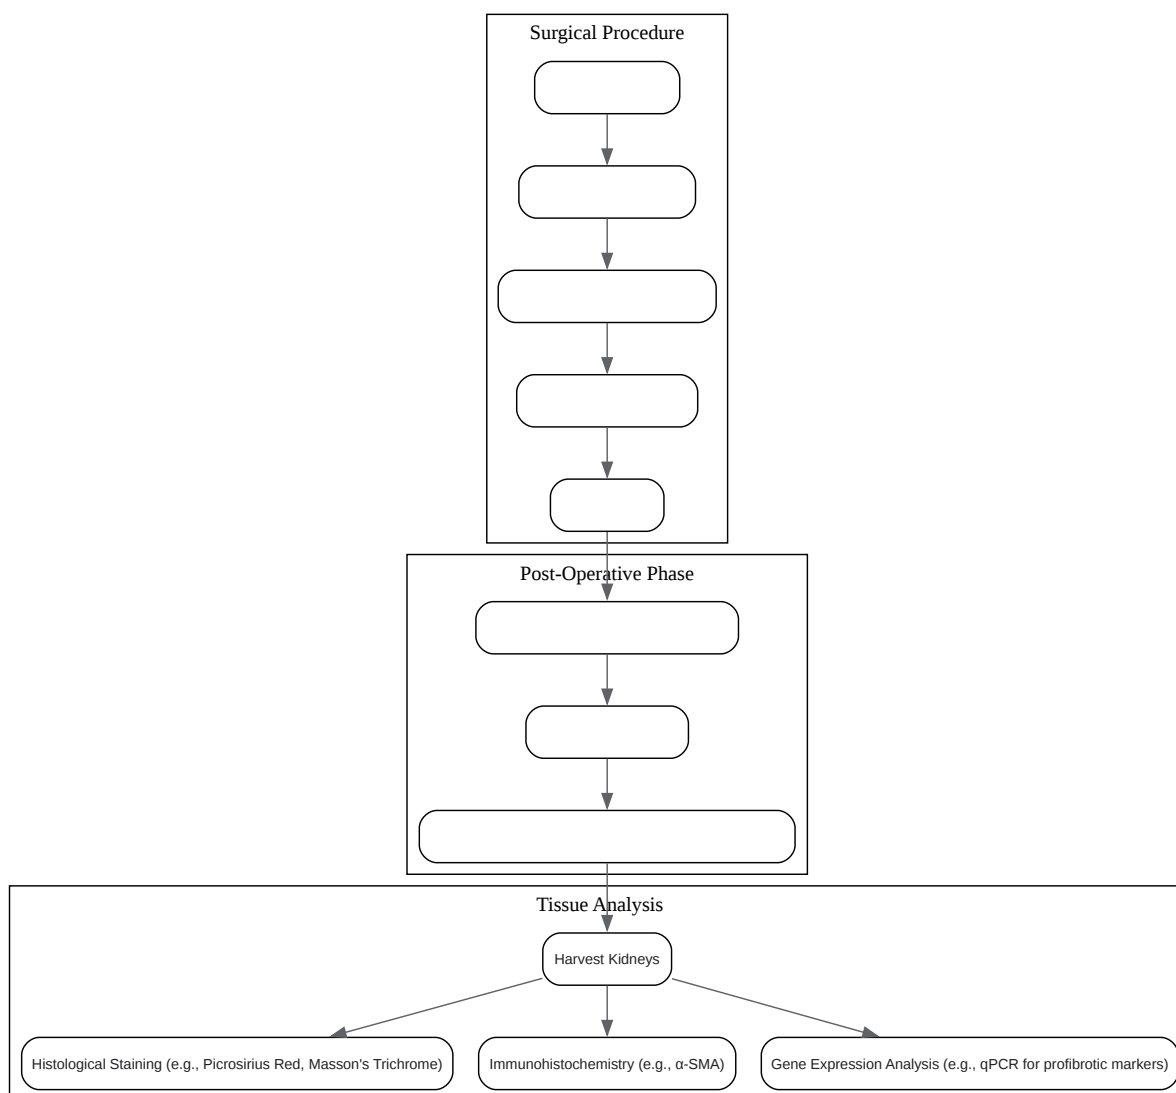 Surgical Procedure
Post-Operative Phase
Tissue Analysis
Harvest Kidneys
Histological Staining (e.g., Picrosirius Red, Masson's Trichrome)
Immunohistochemistry (e.g., α-SMA)
Gene Expression Analysis (e.g., qPCR for profibrotic markers)